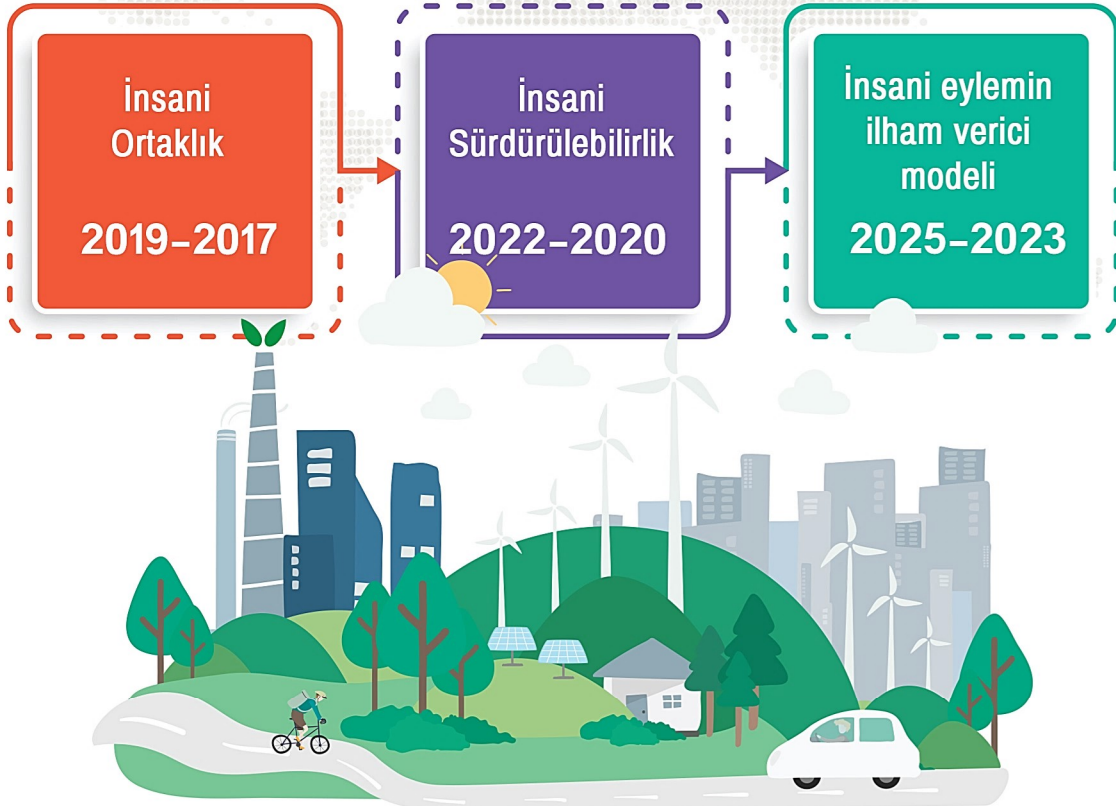 İnsani
Ortaklık
2019–2017
İnsani
Sürdürülebilirlik
2022–2020
İnsani eylemin
ilham verici
modeli
2025–2023